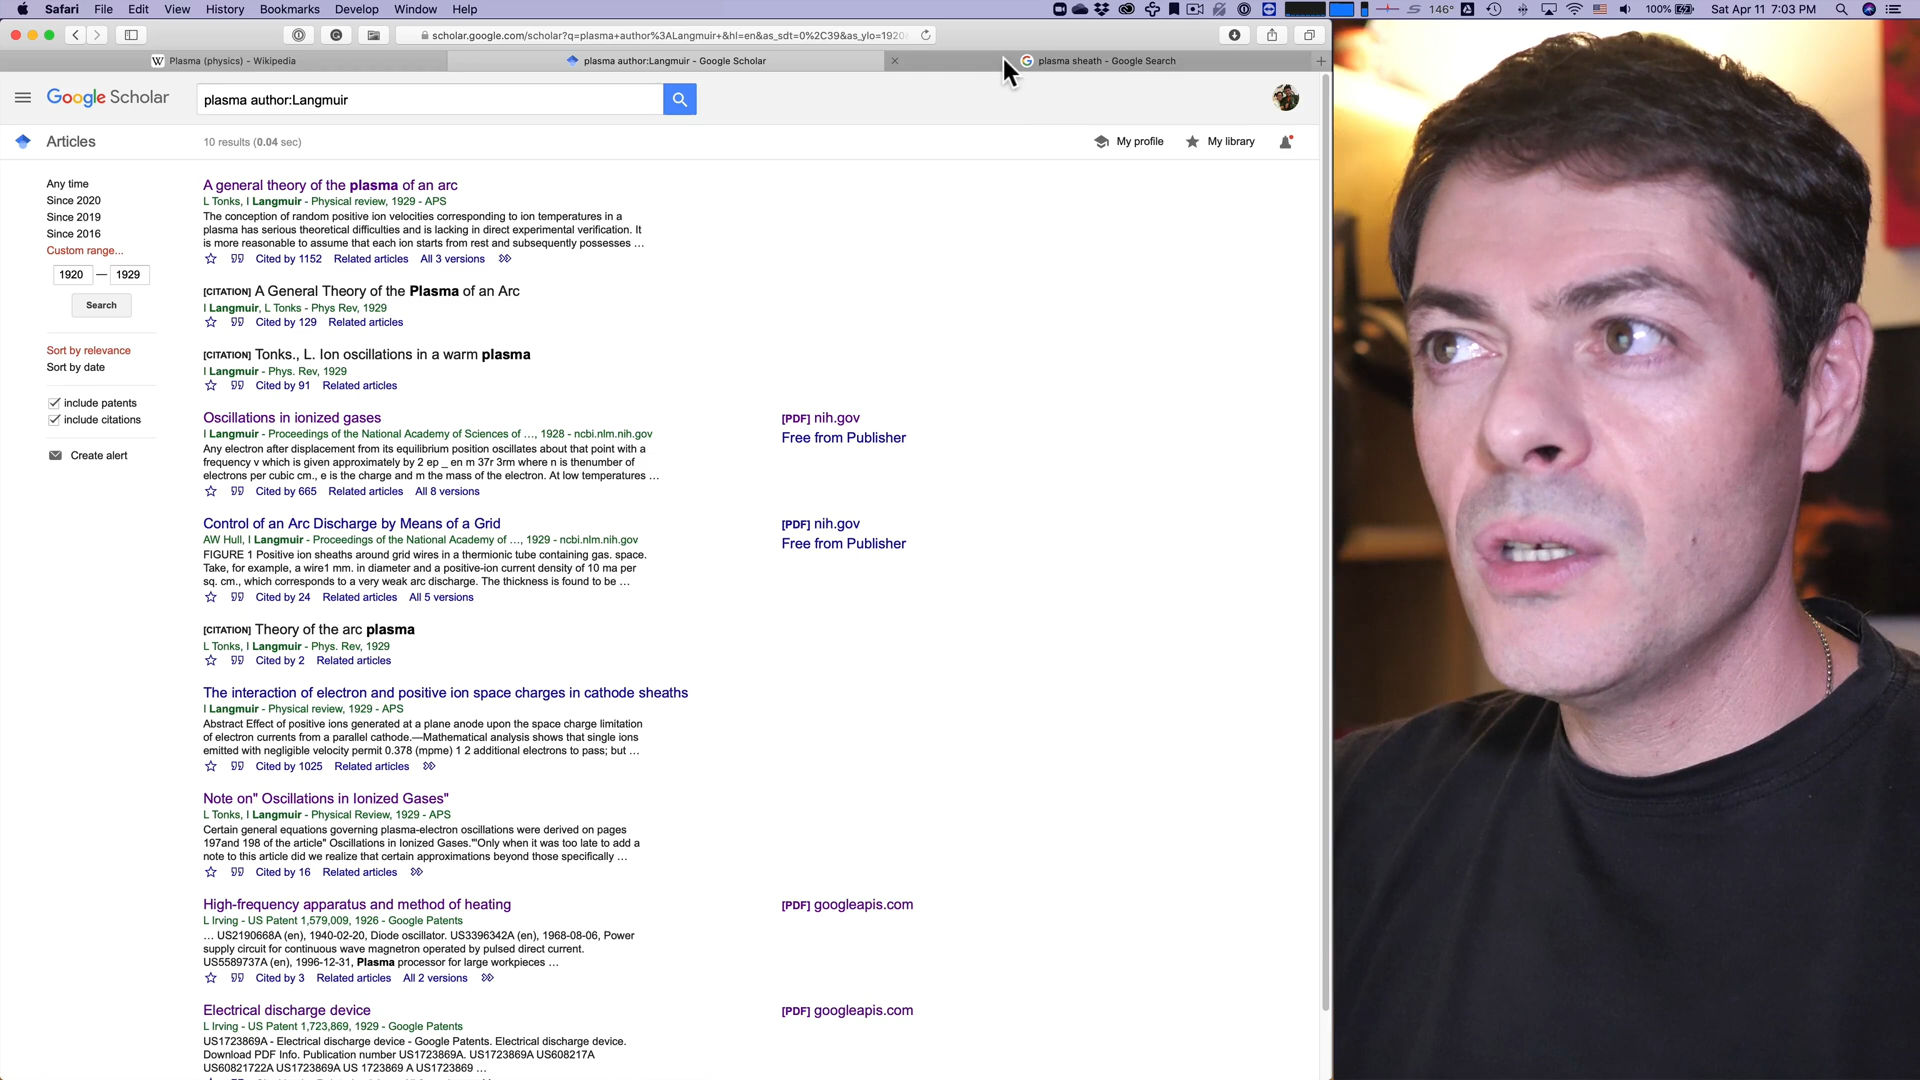 Safari File Edit View History Bookmarks Develop Window Help 146° 100% Sat Apr 11 7:03 PM
scholar.google.com/scholar?q=plasma+author%3ALangmuir+&hl=en&as_sdt=0%2C39&as_ylo=1920
Plasma (physics) - Wikipedia
plasma author:Langmuir - Google Scholar
plasma sheath - Google Search
Google Scholar
plasma author:Langmuir
Articles
10 results (0.04 sec)
My profile
My library
Any time
Since 2020
Since 2019
Since 2016
Custom range...
1920 — 1929
Search
Sort by relevance
Sort by date
include patents
include citations
Create alert
A general theory of the plasma of an arc
L Tonks, I Langmuir - Physical review, 1929 - APS
The conception of random positive ion velocities corresponding to ion temperatures in a
plasma has serious theoretical difficulties and is lacking in direct experimental verification. It
is more reasonable to assume that each ion starts from rest and subsequently possesses ...
Cited by 1152 Related articles All 3 versions
[CITATION] A General Theory of the Plasma of an Arc
I Langmuir, L Tonks - Phys Rev, 1929
Cited by 129 Related articles
[CITATION] Tonks., L. Ion oscillations in a warm plasma
I Langmuir - Phys. Rev, 1929
Cited by 91 Related articles
Oscillations in ionized gases
I Langmuir - Proceedings of the National Academy of Sciences of ..., 1928 - ncbi.nlm.nih.gov
Any electron after displacement from its equilibrium position oscillates about that point with a
frequency v which is given approximately by 2 ep _ en m 37r 3rm where n is thenumber of
electrons per cubic cm., e is the charge and m the mass of the electron. At low temperatures ...
Cited by 665 Related articles All 8 versions
[PDF] nih.gov
Free from Publisher
Control of an Arc Discharge by Means of a Grid
AW Hull, I Langmuir - Proceedings of the National Academy of ..., 1929 - ncbi.nlm.nih.gov
FIGURE 1 Positive ion sheaths around grid wires in a thermionic tube containing gas. space.
Take, for example, a wire1 mm. in diameter and a positive-ion current density of 10 ma per
sq. cm., which corresponds to a very weak arc discharge. The thickness is found to be ...
Cited by 24 Related articles All 5 versions
[PDF] nih.gov
Free from Publisher
[CITATION] Theory of the arc plasma
L Tonks, I Langmuir - Phys. Rev, 1929
Cited by 2 Related articles
The interaction of electron and positive ion space charges in cathode sheaths
I Langmuir - Physical review, 1929 - APS
Abstract Effect of positive ions generated at a plane anode upon the space charge limitation
of electron currents from a parallel cathode.—Mathematical analysis shows that single ions
emitted with negligible velocity permit 0.378 (mpme) 1 2 additional electrons to pass; but ...
Cited by 1025 Related articles
Note on" Oscillations in Ionized Gases"
L Tonks, I Langmuir - Physical Review, 1929 - APS
Certain general equations governing plasma-electron oscillations were derived on pages
197and 198 of the article" Oscillations in Ionized Gases."'Only when it was too late to add a
note to this article did we realize that certain approximations beyond those specifically ...
Cited by 16 Related articles
High-frequency apparatus and method of heating
L Irving - US Patent 1,579,009, 1926 - Google Patents
... US2190668A (en), 1940-02-20, Diode oscillator. US3396342A (en), 1968-08-06, Power
supply circuit for continuous wave magnetron operated by pulsed direct current.
US5589737A (en), 1996-12-31, Plasma processor for large workpieces ...
Cited by 3 Related articles All 2 versions
[PDF] googleapis.com
Electrical discharge device
L Irving - US Patent 1,723,869, 1929 - Google Patents
US1723869A - Electrical discharge device - Google Patents. Electrical discharge device.
Download PDF Info. Publication number US1723869A. US1723869A US608217A
US60821722A US1723869A US 1723869 A US1723869 ...
[PDF] googleapis.com